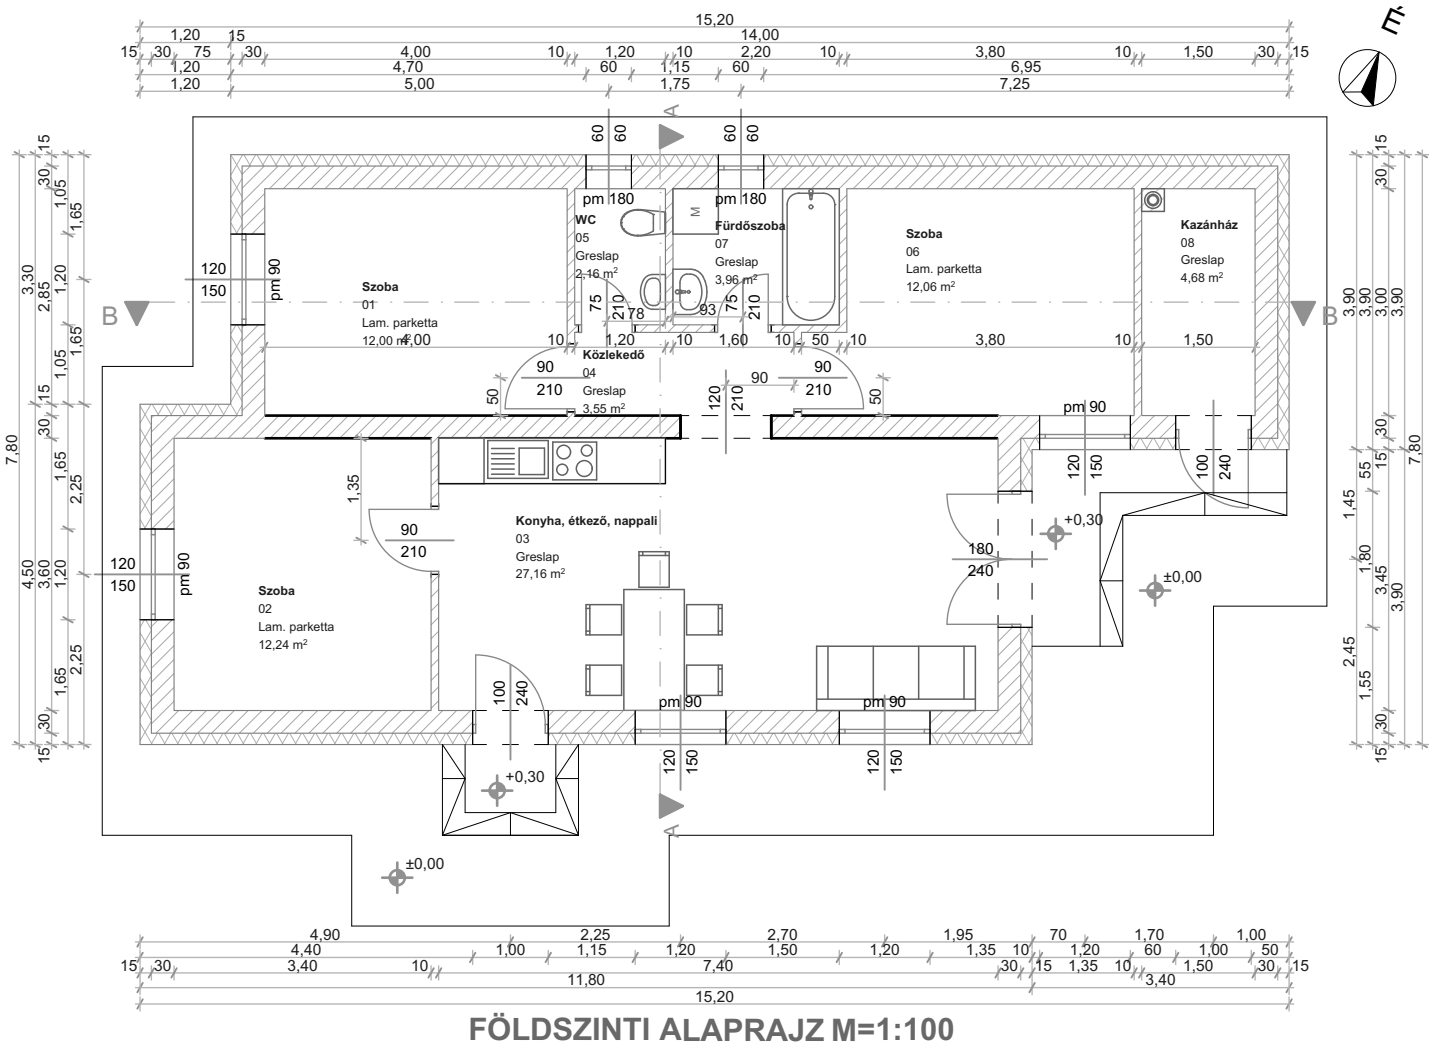 15,20
1,20 15 14,00
15 30 75 30 4,00 10 1,20 10 2,20 10 3,80 10 1,50 30 15
1,20 4,70 60 1,15 60 6,95
1,20 5,00 1,75 7,25
É
A
60 60
60 60
pm 180
pm 180
WC
05
Greslap
2,16 m²
M
Fürdőszoba
07
Greslap
3,96 m²
Szoba
06
Lam. parketta
12,06 m²
Kazánház
08
Greslap
4,68 m²
Szoba
01
Lam. parketta
12,00 m²
120
150
pm 90
B
B
75
210
78
93
75
210
4,00 10 1,20 10 1,60 10 50 10 3,80 10 1,50
Közlekedő
04
Greslap
3,55 m²
90
210
50
120
210
90
90
210
50
pm 90
120
150
100
240
1,35
90
210
Konyha, étkező, nappali
03
Greslap
27,16 m²
180
240
+0,30
±0,00
120
150
pm 90
Szoba
02
Lam. parketta
12,24 m²
100
240
pm 90
120
150
pm 90
120
150
+0,30
A
±0,00
7,80
15 3,30 15 4,50
15 30 2,85 15 30 3,60 30 15
1,05 1,20 1,05 1,65 1,20 1,65
1,65 1,65 2,25 2,25
3,90 55 1,45 2,45
15 30 3,90 1,80 1,55
3,00 30 15 3,45 30 15
3,90 3,90
7,80
4,90 2,25 2,70 1,95 70 1,70 1,00
4,40 1,00 1,15 1,20 1,50 1,20 1,35 10 1,20 60 1,00 50
15 30 3,40 10 7,40 30 15 1,35 10 1,50 30 15
11,80 3,40
15,20
FÖLDSZINTI ALAPRAJZ M=1:100